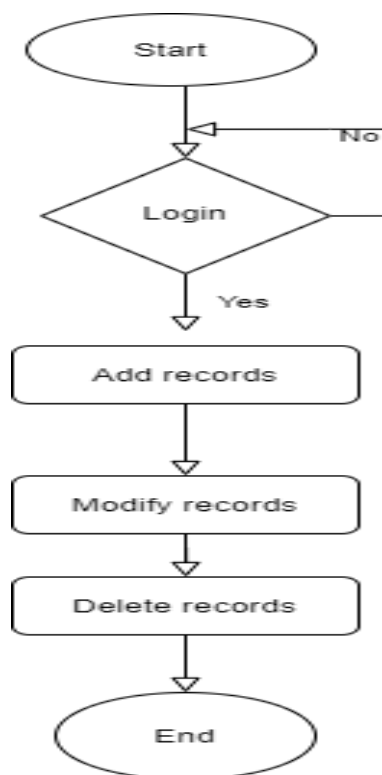 Start
No
Login
Yes
Add records
Modify records
Delete records
End